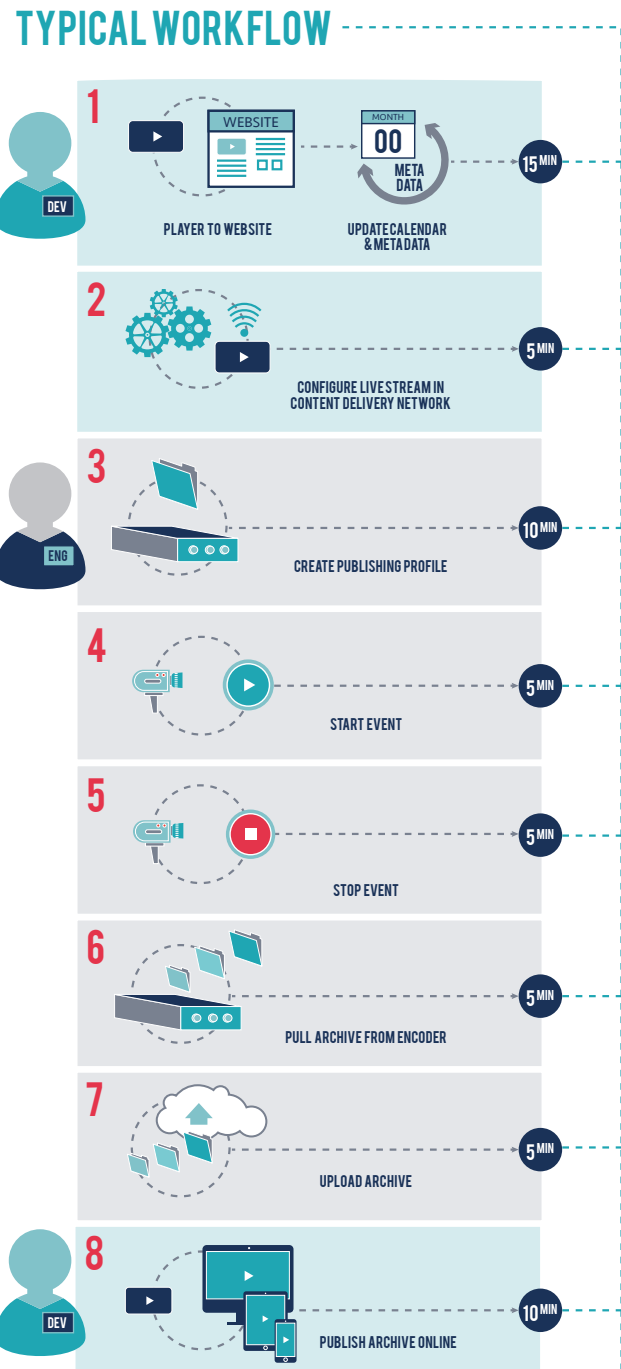 TYPICAL WORKFLOW
1
WEBSITE
MONTH
00
META
DATA
DEV
15 MIN
PLAYER TO WEBSITE
UPDATE CALENDAR
& METADATA
2
5 MIN
CONFIGURE LIVE STREAM IN
CONTENT DELIVERY NETWORK
3
ENG
10 MIN
CREATE PUBLISHING PROFILE
4
5 MIN
START EVENT
5
5 MIN
STOP EVENT
6
5 MIN
PULL ARCHIVE FROM ENCODER
7
5 MIN
UPLOAD ARCHIVE
8
DEV
10 MIN
PUBLISH ARCHIVE ONLINE